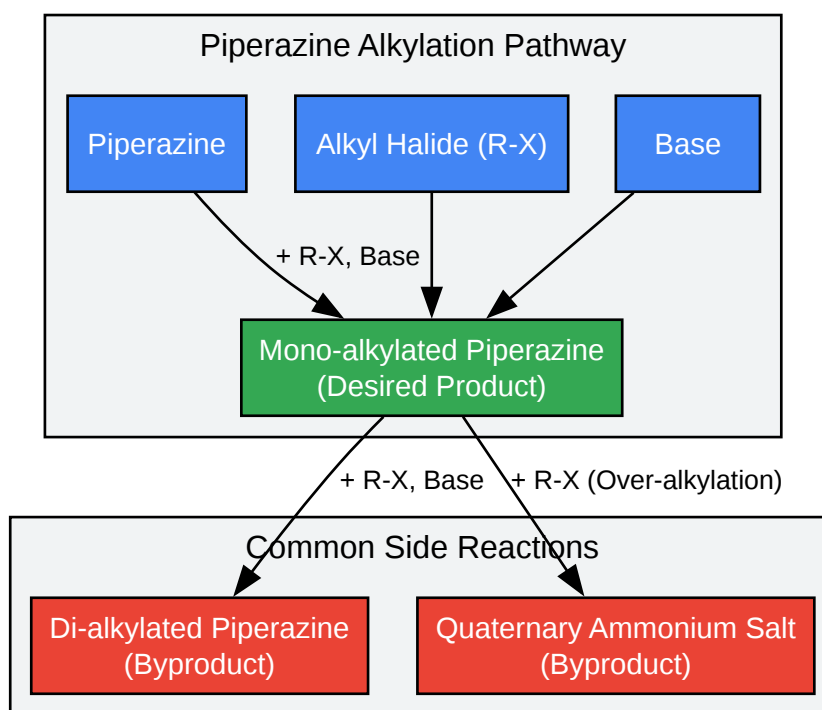 Piperazine Alkylation Pathway
Piperazine
Alkyl Halide (R-X)
Base
+ R-X, Base
Mono-alkylated Piperazine
(Desired Product)
+ R-X, Base
+ R-X (Over-alkylation)
Common Side Reactions
Di-alkylated Piperazine
(Byproduct)
Quaternary Ammonium Salt
(Byproduct)